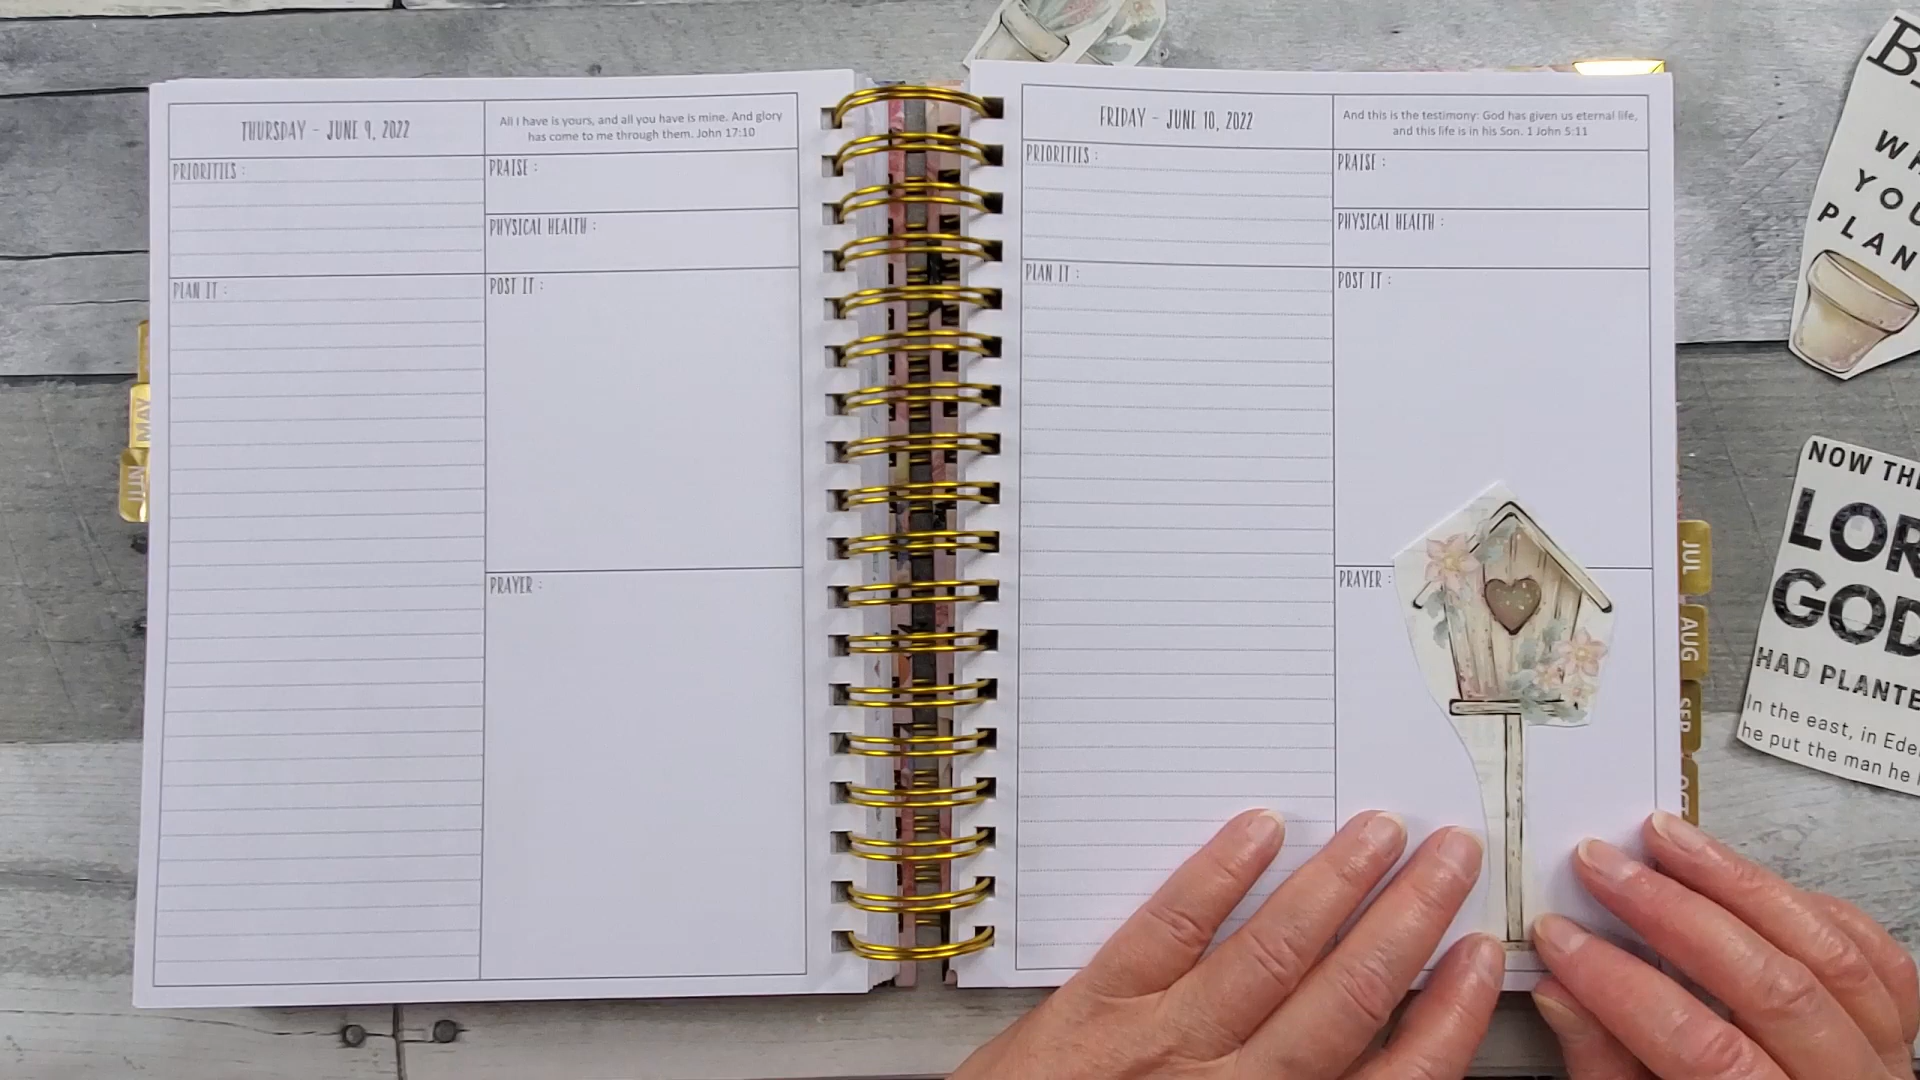 THURSDAY - JUNE 9, 2022
All I have is yours, and all you have is mine. And glory
has come to me through them. John 17:10
PRIORITIES :
PRAISE :
PHYSICAL HEALTH :
PLAN IT :
POST IT :
PRAYER :
MAY
JUN
FRIDAY - JUNE 10, 2022
And this is the testimony: God has given us eternal life,
and this life is in his Son. 1 John 5:11
PRIORITIES :
PRAISE :
PHYSICAL HEALTH :
PLAN IT :
POST IT :
PRAYER :
JUL
AUG
SEP
OCT
YOU
PLAN
NOW THE
LOR
GOD
HAD PLANTE
In the east, in Ede
he put the man he